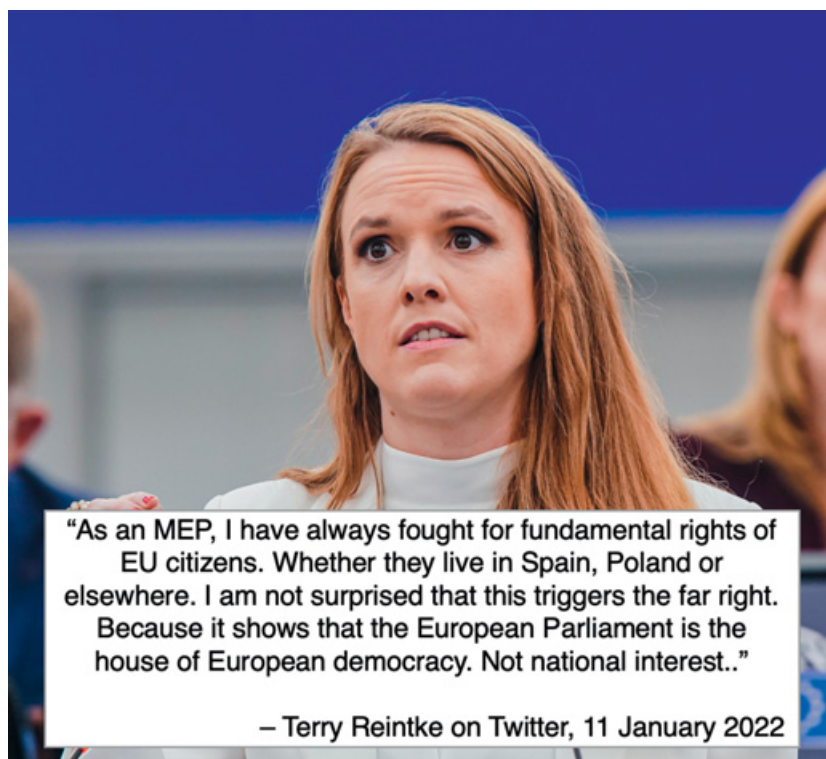 “As an MEP, I have always fought for fundamental rights of
EU citizens. Whether they live in Spain, Poland or
elsewhere. I am not surprised that this triggers the far right.
Because it shows that the European Parliament is the
house of European democracy. Not national interest..”
– Terry Reintke on Twitter, 11 January 2022